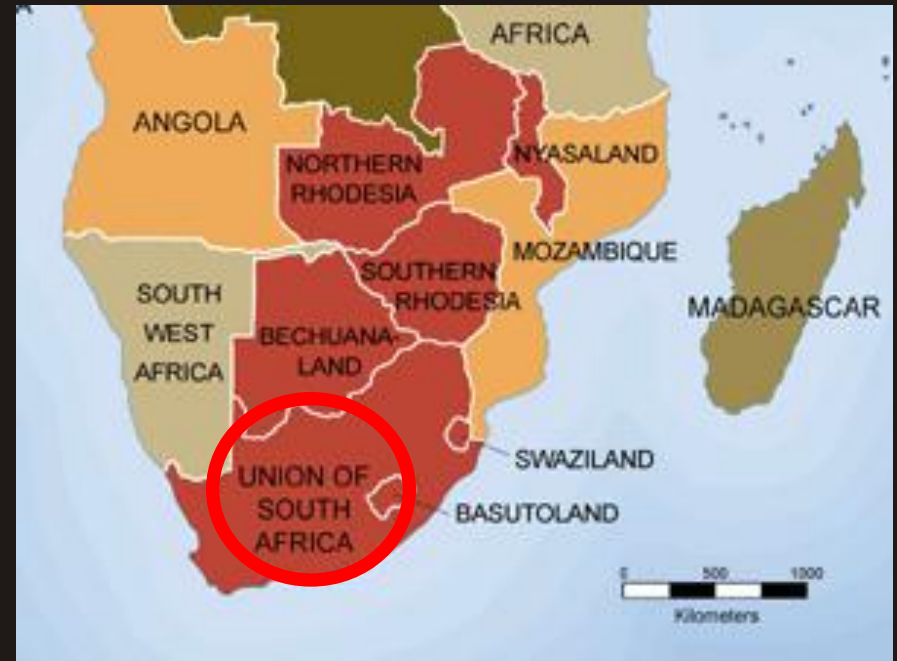 AFRICA
ANGOLA
NORTHERN
RHODESIA
NYASALAND
MOZAMBIQUE
SOUTHERN
RHODESIA
SOUTH
WEST
AFRICA
BECHUANA-
LAND
MADAGASCAR
SWAZILAND
UNION OF
SOUTH
AFRICA
BASUTOLAND
0 500 1000
Kilometers